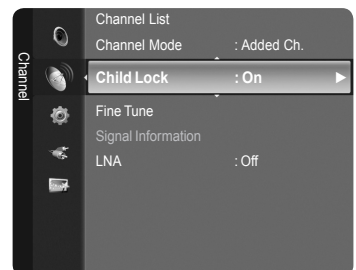 Channel
Channel List
Channel Mode : Added Ch.
Child Lock : On
Fine Tune
Signal Information
LNA : Off